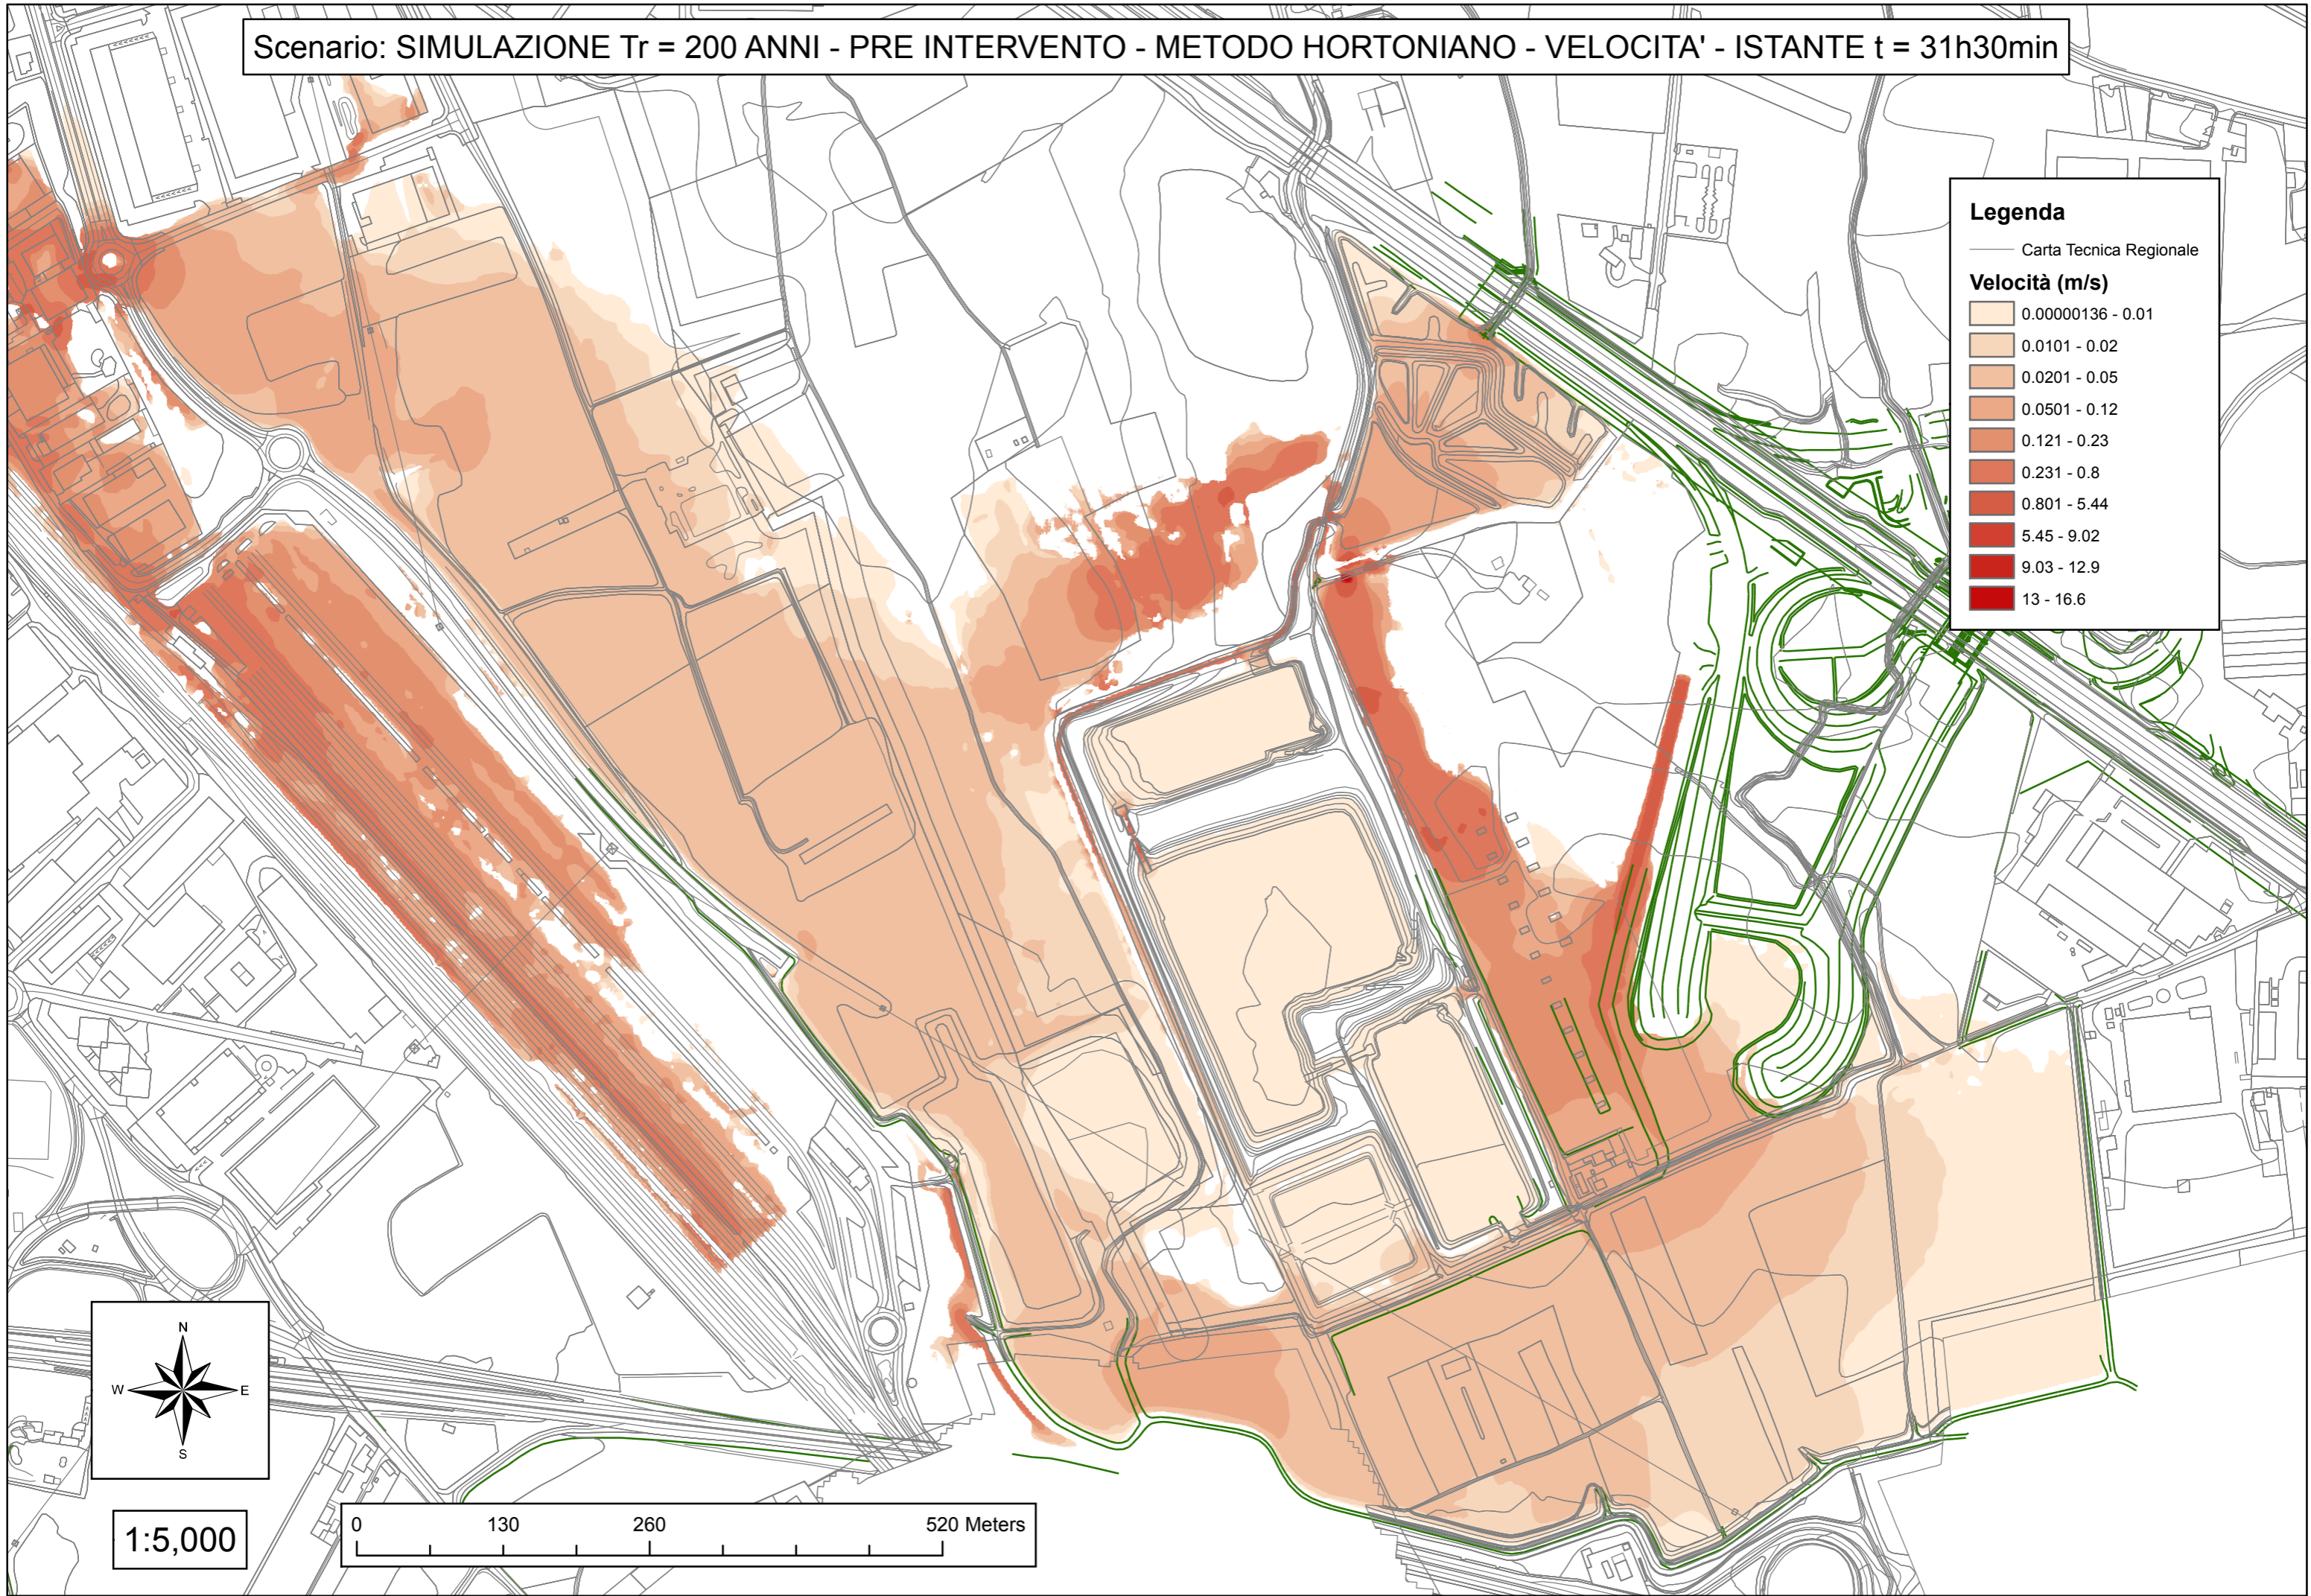 Scenario: SIMULAZIONE Tr = 200 ANNI - PRE INTERVENTO - METODO HORTONIANO - VELOCITA' - ISTANTE t = 31h30min
Legenda
Carta Tecnica Regionale
Velocità (m/s)
0.00000136 - 0.01
0.0101 - 0.02
0.0201 - 0.05
0.0501 - 0.12
0.121 - 0.23
0.231 - 0.8
0.801 - 5.44
5.45 - 9.02
9.03 - 12.9
13 - 16.6
N
W E
S
1:5,000
0 130 260 520 Meters